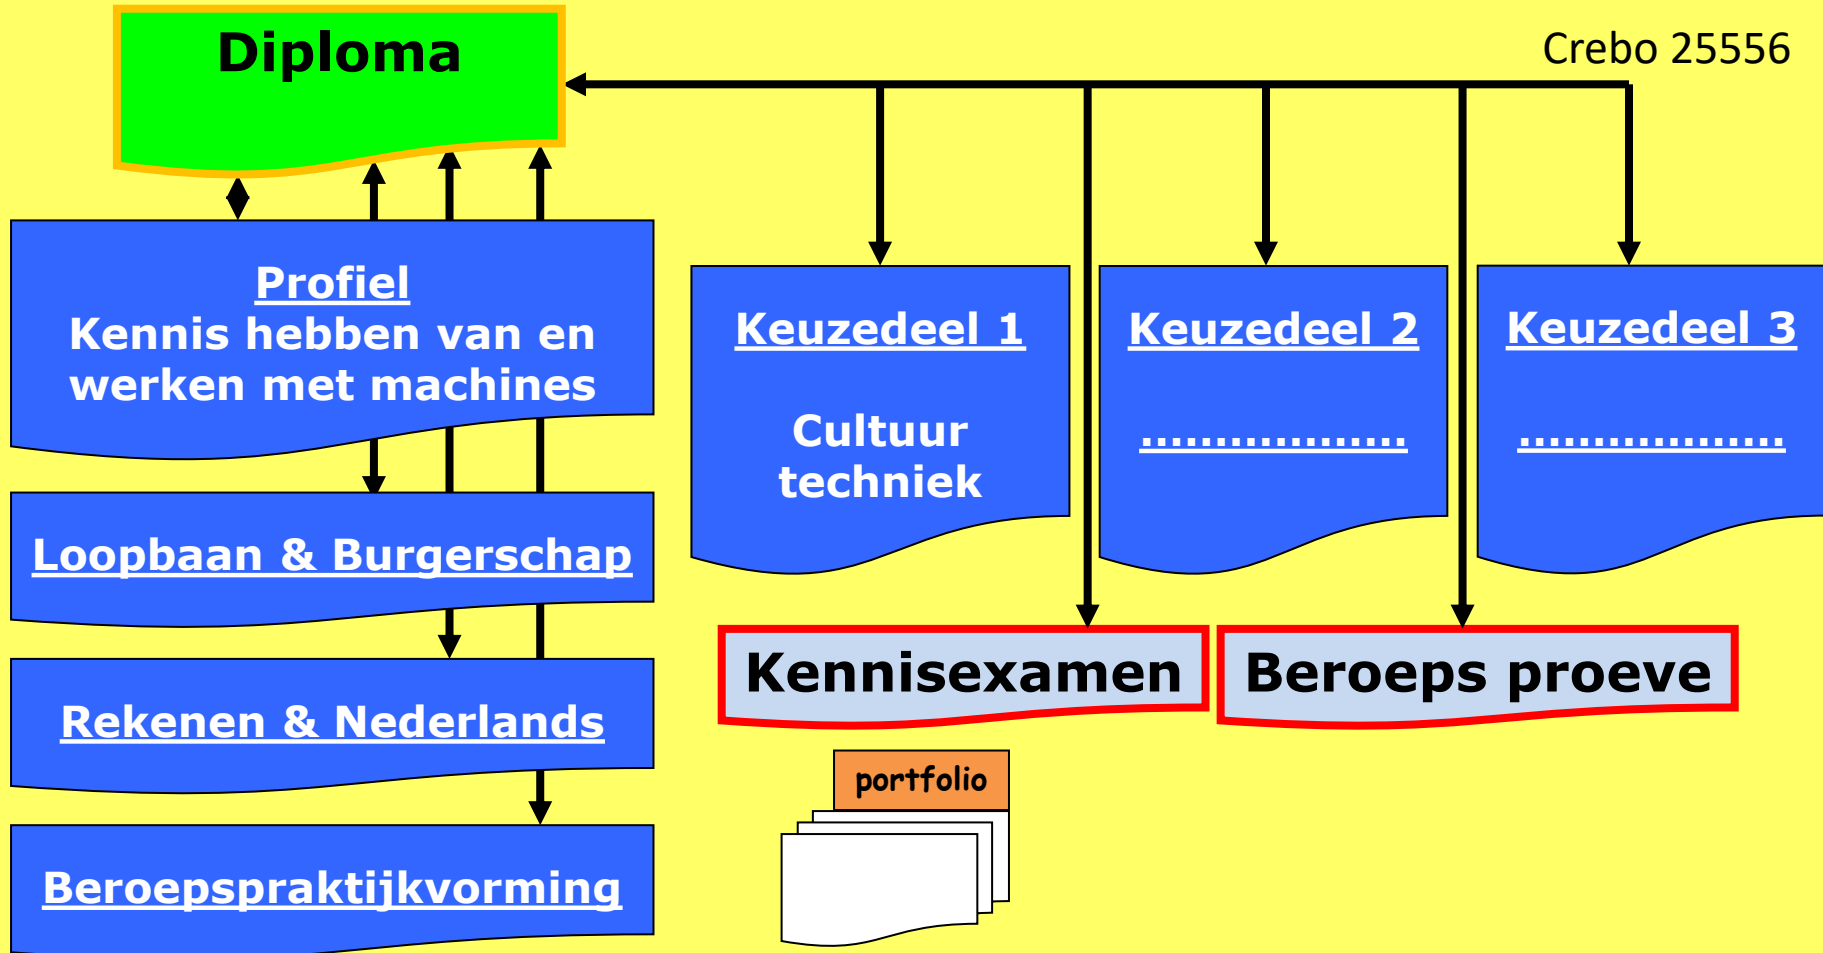 Diploma
Crebo 25556
Profiel
Kennis hebben van en
werken met machines
Loopbaan & Burgerschap
Rekenen & Nederlands
Beroepspraktijkvorming
Keuzedeel 1
Cultuur
techniek
Keuzedeel 2
..................
Keuzedeel 3
..................
Kennisexamen
Beroeps proeve
portfolio